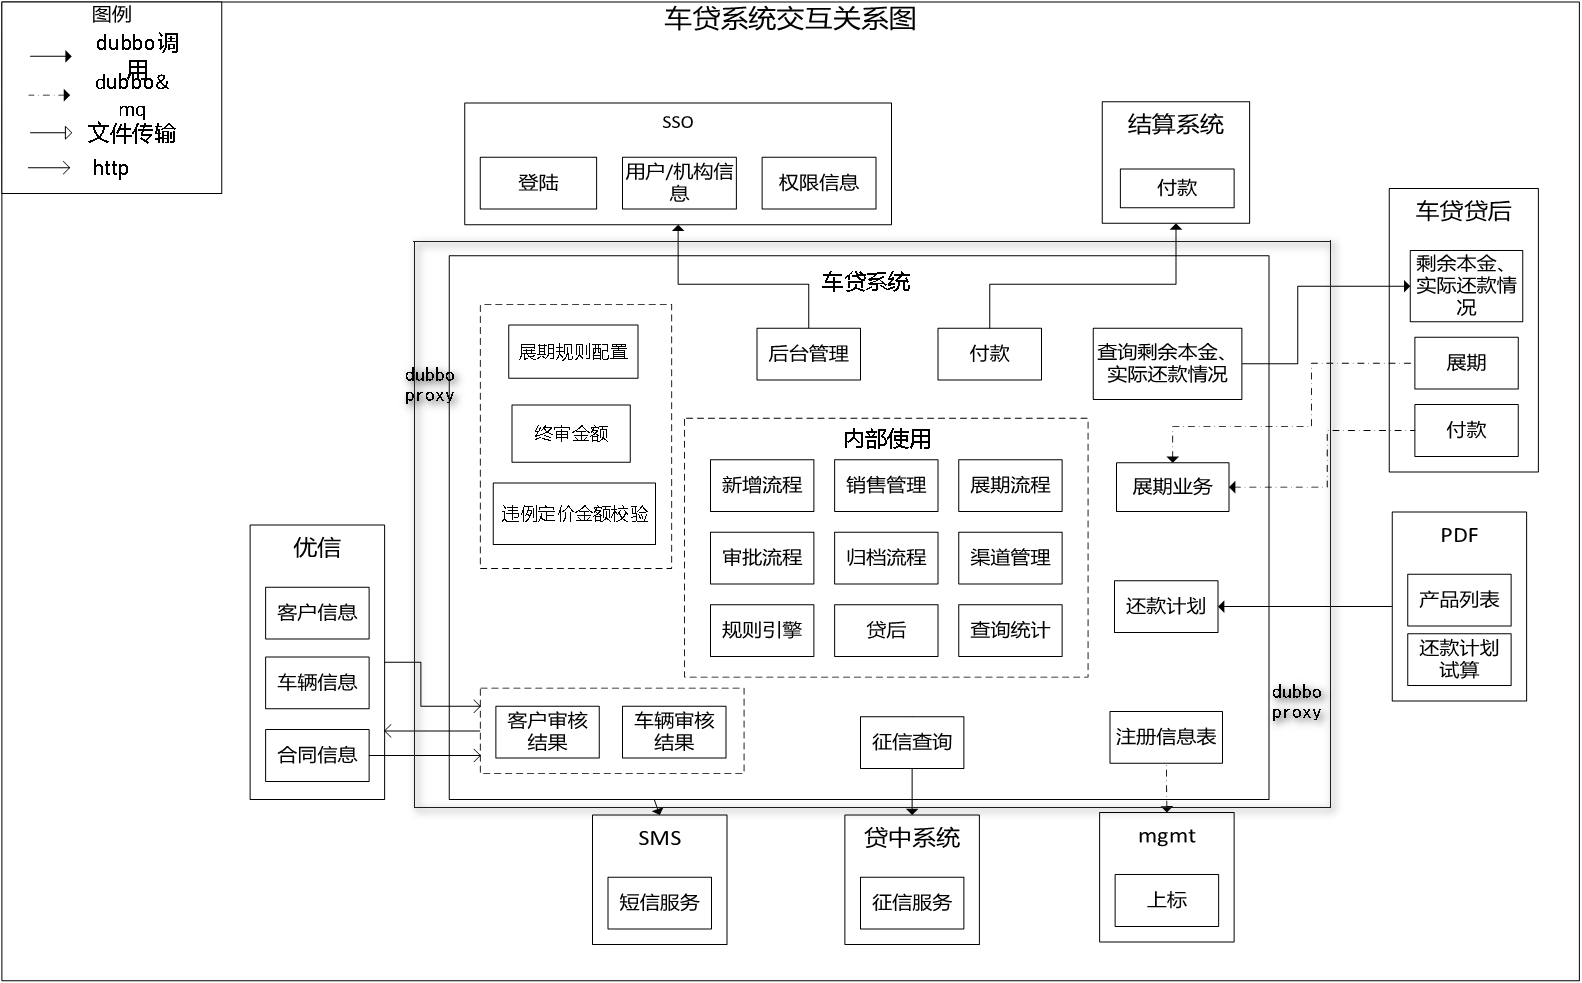 车贷系统交互关系图
图例
dubbo调
用
dubbo&
mq
文件传输
http
SSO
登陆
用户/机构信
息
权限信息
结算系统
付款
车贷贷后
剩余本金、
实际还款情
况
展期
付款
车贷系统
dubbo
proxy
展期规则配置
终审金额
违例定价金额校验
后台管理
付款
查询剩余本金、
实际还款情况
内部使用
新增流程
销售管理
展期流程
审批流程
归档流程
渠道管理
规则引擎
贷后
查询统计
展期业务
还款计划
PDF
产品列表
还款计划
试算
优信
客户信息
车辆信息
合同信息
客户审核
结果
车辆审核
结果
征信查询
注册信息表
dubbo
proxy
SMS
短信服务
贷中系统
征信服务
mgmt
上标